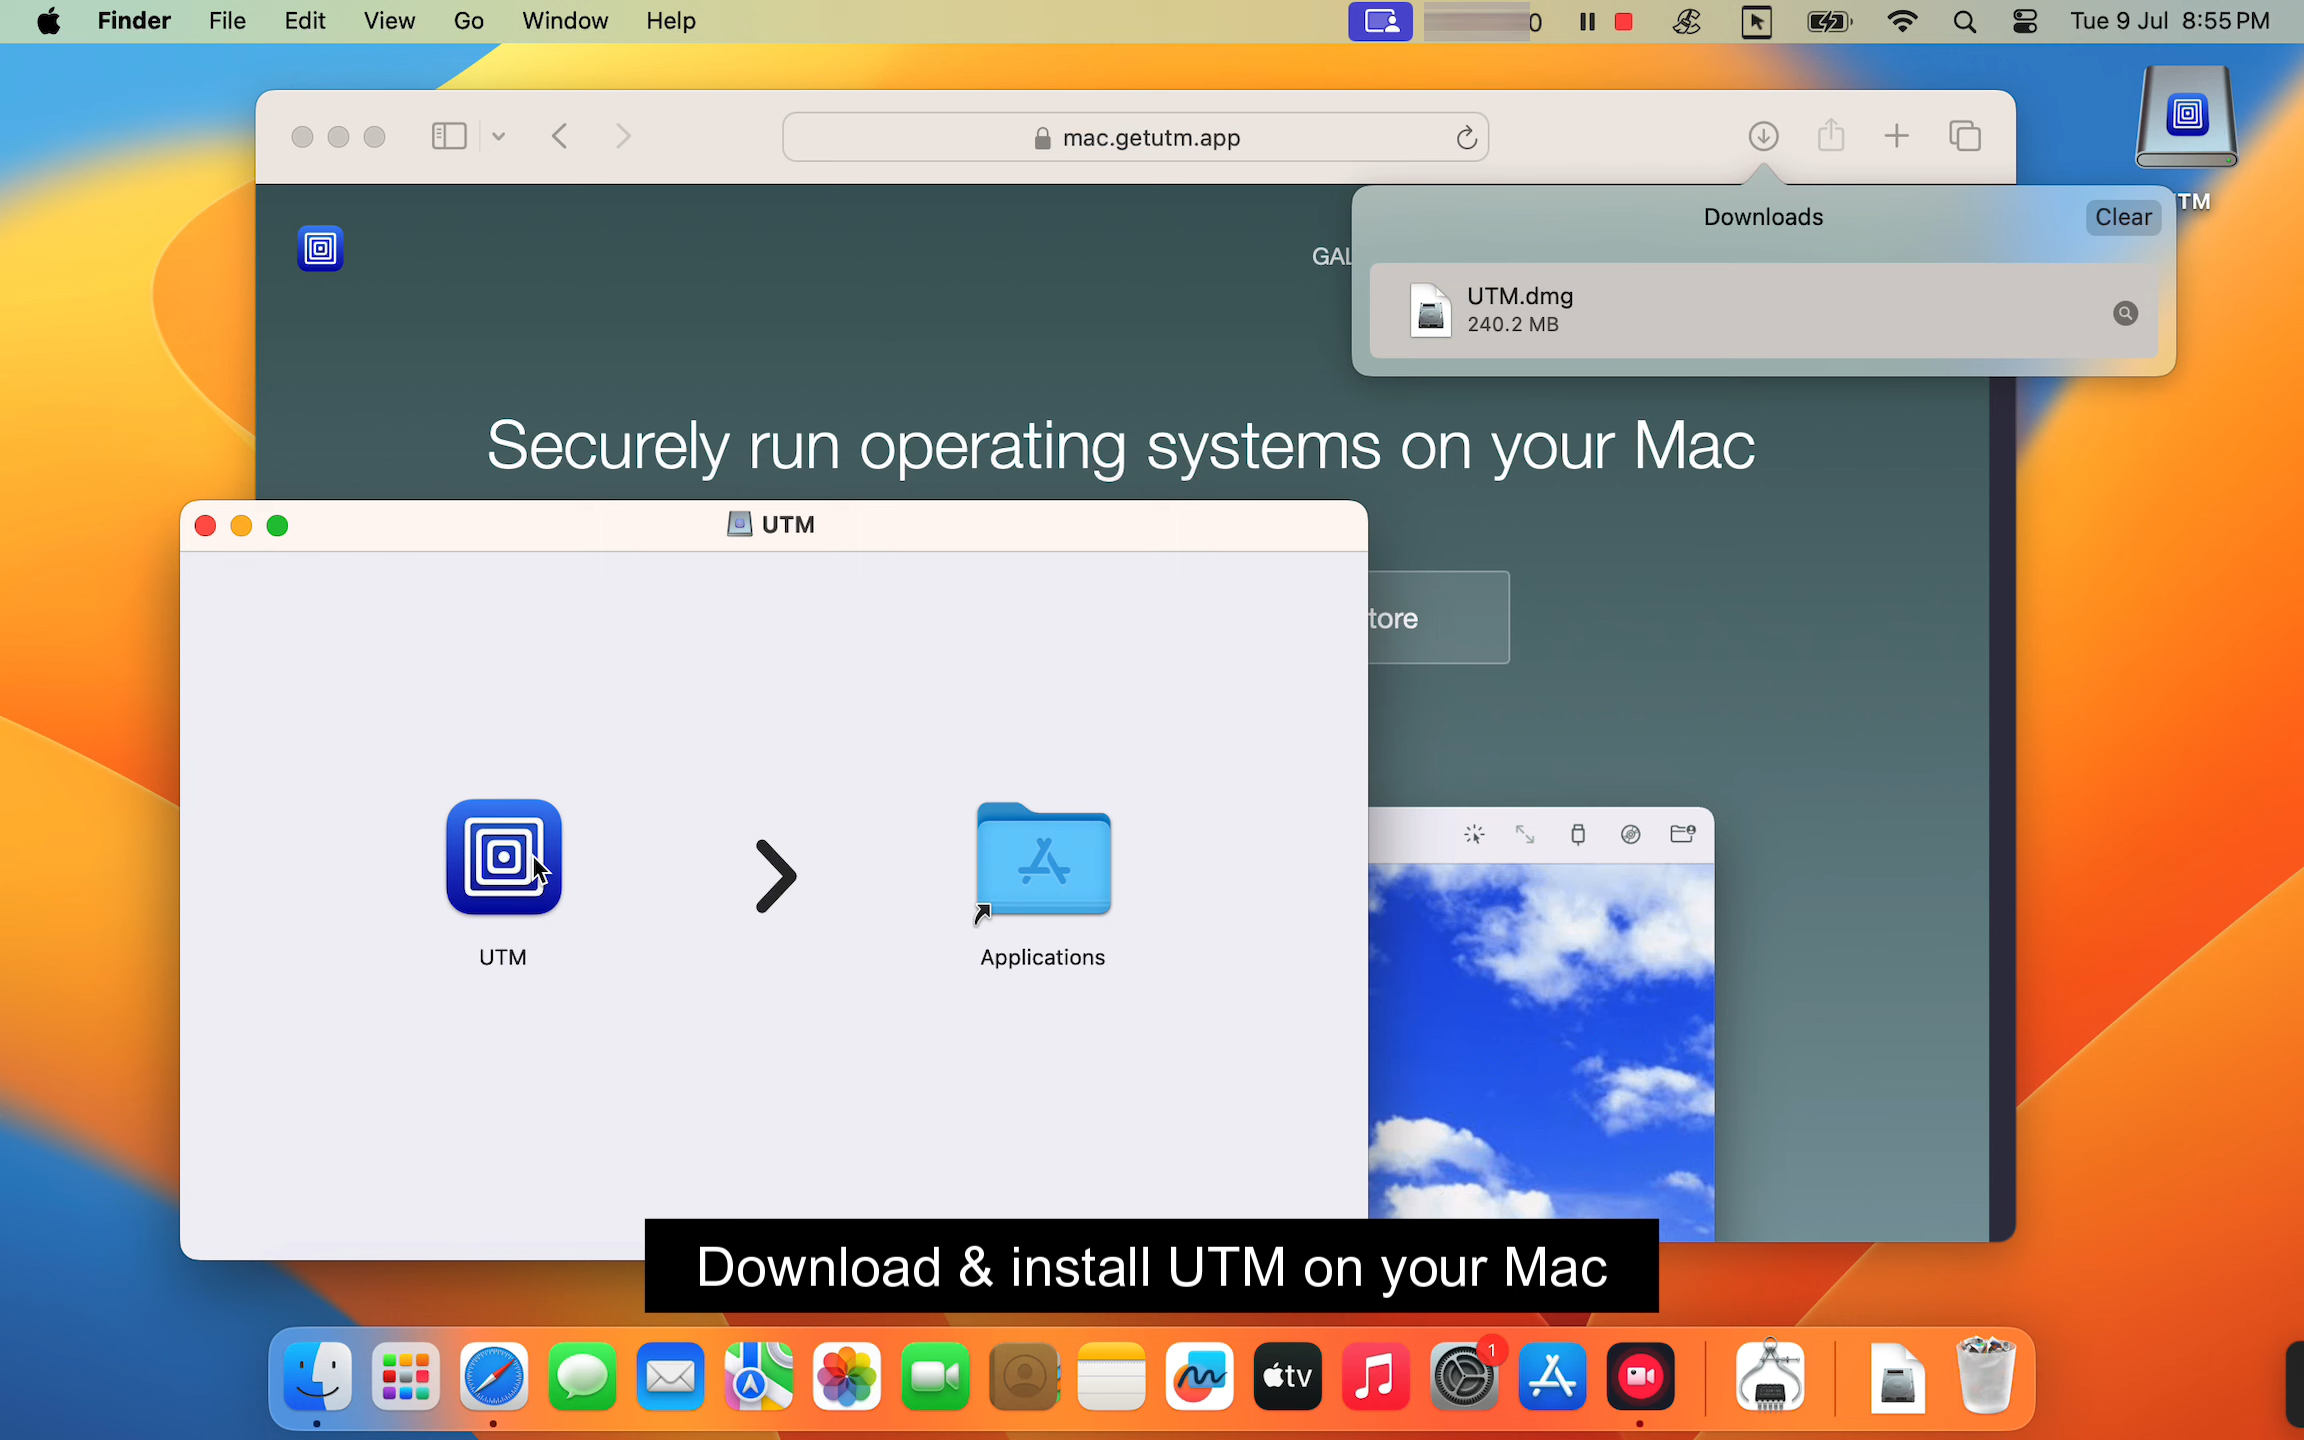 Finder File Edit View Go Window Help
0
Tue 9 Jul 8:55 PM
mac.getutm.app
TM
Downloads
Clear
GAL
UTM.dmg
240.2 MB
Securely run operating systems on your Mac
UTM
tore
UTM
Applications
Download & install UTM on your Mac
tv
1